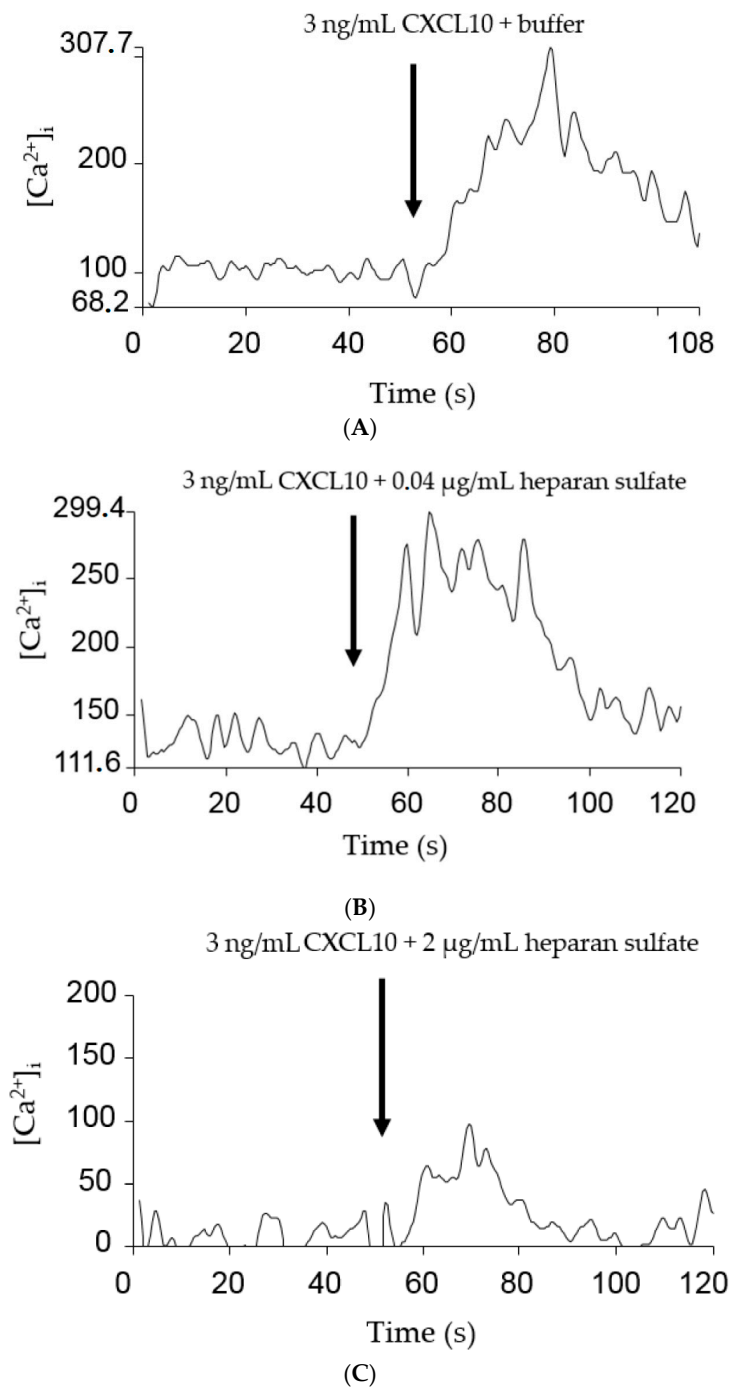 3 ng/mL CXCL10 + buffer
307.7
200
100
68.2
[Ca²⁺]ᵢ
0 20 40 60 80 108
Time (s)
(A)
3 ng/mL CXCL10 + 0.04 µg/mL heparan sulfate
299.4
250
200
150
111.6
[Ca²⁺]ᵢ
0 20 40 60 80 100 120
Time (s)
(B)
3 ng/mL CXCL10 + 2 µg/mL heparan sulfate
200
150
100
50
0
[Ca²⁺]ᵢ
0 20 40 60 80 100 120
Time (s)
(C)